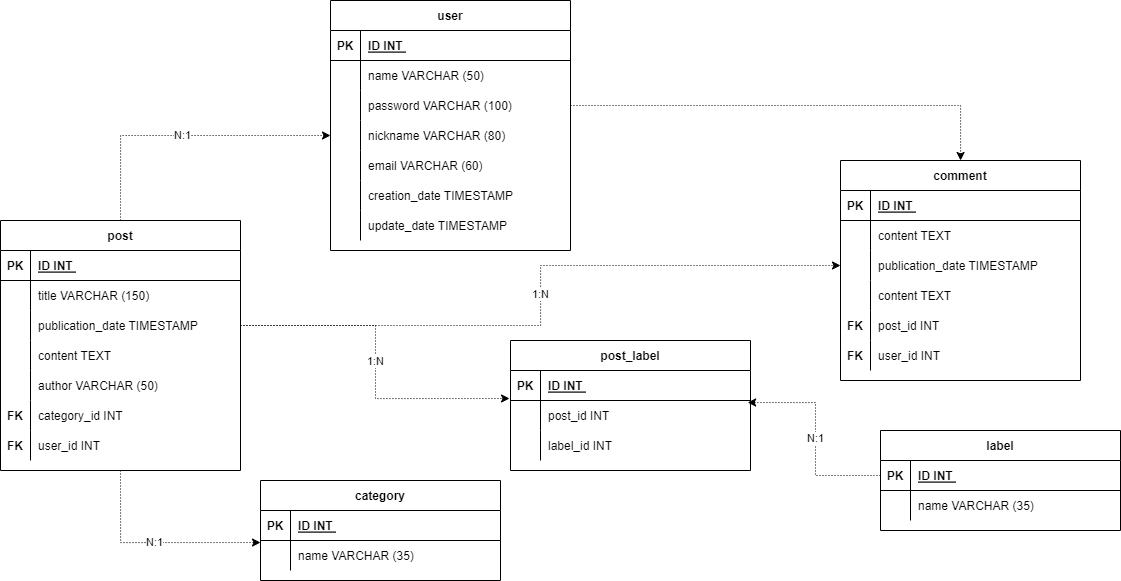 user
PK ID INT
name VARCHAR (50)
password VARCHAR (100)
nickname VARCHAR (80)
email VARCHAR (60)
creation_date TIMESTAMP
update_date TIMESTAMP
N:1
post
PK ID INT
title VARCHAR (150)
publication_date TIMESTAMP
content TEXT
author VARCHAR (50)
FK category_id INT
FK user_id INT
comment
PK ID INT
content TEXT
publication_date TIMESTAMP
content TEXT
FK post_id INT
FK user_id INT
1:N
1:N
post_label
PK ID INT
post_id INT
label_id INT
N:1
label
PK ID INT
name VARCHAR (35)
category
PK ID INT
name VARCHAR (35)
N:1